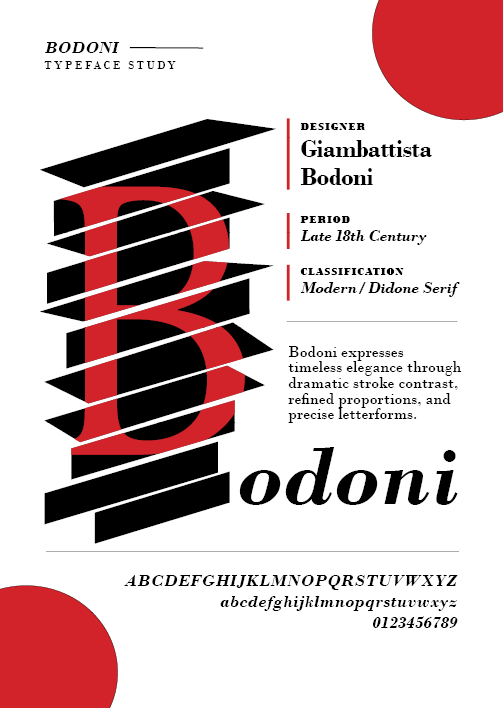 BODONI
TYPEFACE STUDY
DESIGNER
Giambattista
Bodoni
PERIOD
Late 18th Century
CLASSIFICATION
Modern / Didone Serif
Bodoni expresses
timeless elegance through
dramatic stroke contrast,
refined proportions, and
precise letterforms.
Bodoni
ABCDEFGHIJKLMNOPQRSTUVWXYZ
abcdefghijklmnopqrstuvwxyz
0123456789